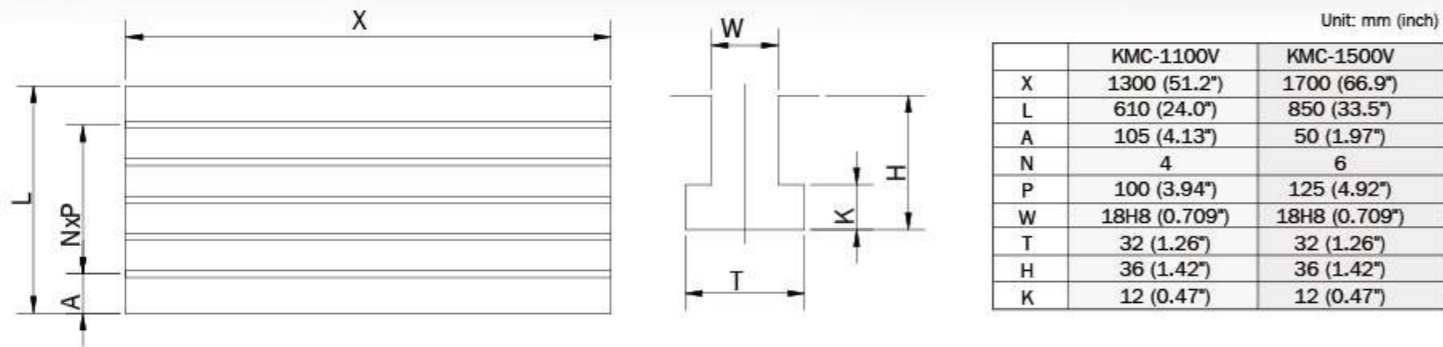 X
L
NxP
A
W
H
K
T
Unit: mm (inch)
KMC-1100V KMC-1500V
X 1300 (51.2") 1700 (66.9")
L 610 (24.0") 850 (33.5")
A 105 (4.13") 50 (1.97")
N 4 6
P 100 (3.94") 125 (4.92")
W 18H8 (0.709") 18H8 (0.709")
T 32 (1.26") 32 (1.26")
H 36 (1.42") 36 (1.42")
K 12 (0.47") 12 (0.47")